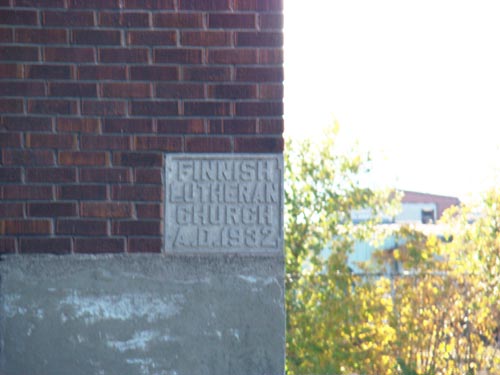 FINNISH
LUTHERAN
CHURCH
A.D. 1932